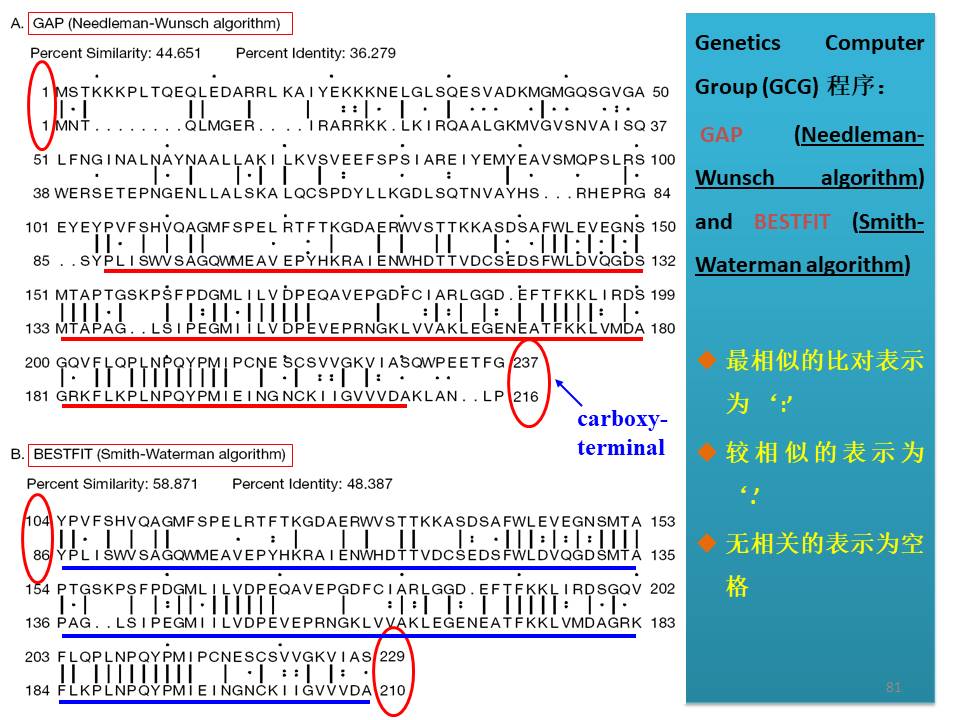 A. GAP (Needleman-Wunsch algorithm)
Percent Similarity: 44.651 Percent Identity: 36.279
1 MSTKKKPLTQEQLEDARRLKAIYEKKKNELGLSQESVADKMGMGQSGVGA 50
1 MNT........QLMGER....IRARRKK.LKIRQAALGKMVGVSNVAISQ 37
51 LFNGINALNAYNAALLAKILKVSVEEFSPSIAREIYEMYEAVSMQPSLRS 100
38 WERSETEPNGENLLALSKALQCSPDYLLKGDLSQTNVAYHS...RHEPRG 84
101 EYEYPVFSHVQAGMFSPELRTFTKGDAERWVSTTKKASDSAFWLEVEGNS 150
85 ..SYPLISWVSAGQWMEAVEPYHKRAIENWHDTTVDCSEDSFWLDVQGDS 132
151 MTAPTGSKPSFPDGMLILVDPEQAVEPGDFCIARLGGD.EFTFKKLIRDS 199
133 MTAPAG..LSIPEGMIILVDPEVEPRNGKLVVAKLEGENEATFKKLVMDA 180
200 GQVFLQPLNPQYPMIPCNESCSVVGKVIASQWPEETFG 237
181 GRKFLKPLNPQYPMIEINGNCKIIGVVVDAKLAN..LP 216
carboxy-
terminal
B. BESTFIT (Smith-Waterman algorithm)
Percent Similarity: 58.871 Percent Identity: 48.387
104 YPVFSHVQAGMFSPELRTFTKGDAERWVSTTKKASDSAFWLEVEGNSMTA 153
86 YPLISWVSAGQWMEAVEPYHKRAIENWHDTTVDCSEDSFWLDVQGDSMTA 135
154 PTGSKPSFPDGMLILVDPEQAVEPGDFCIARLGGD.EFTFKKLIRDSGQV 202
136 PAG..LSIPEGMIILVDPEVEPRNGKLVVAKLEGENEATFKKLVMDAGRK 183
203 FLQPLNPQYPMIPCNESCSVVGKVIAS 229
184 FLKPLNPQYPMIEINGNCKIIGVVVDA 210
Genetics Computer
Group (GCG) 程序：
GAP (Needleman-
Wunsch algorithm)
and BESTFIT (Smith-
Waterman algorithm)
最相似的比对表示
为 ‘:’
较相似的表示为
‘.’
无相关的表示为空
格
81